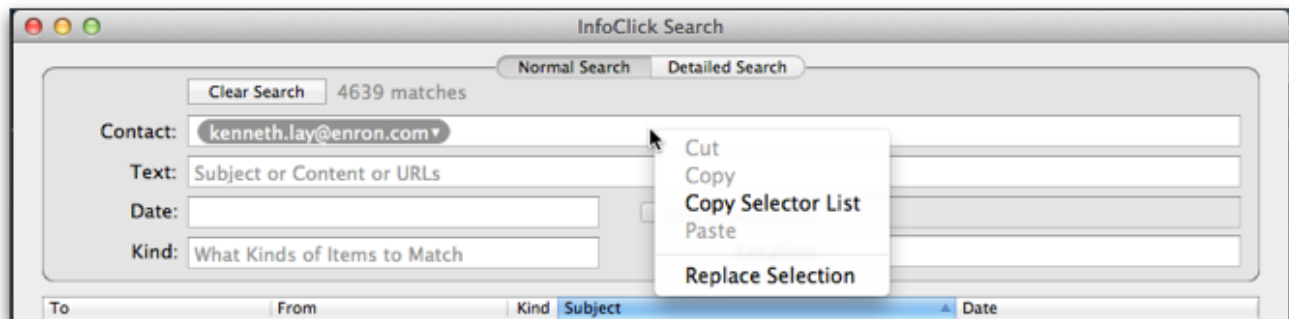 InfoClick Search
Normal Search Detailed Search
Clear Search 4639 matches
Contact: kenneth.lay@enron.com
Text: Subject or Content or URLs
Date:
Kind: What Kinds of Items to Match
Cut
Copy
Copy Selector List
Paste
Replace Selection
To From Kind Subject Date